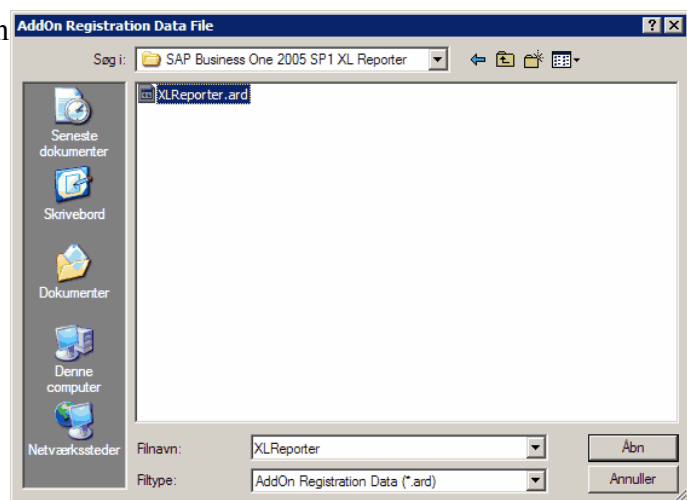 n
AddOn Registration Data File
Søg i: SAP Business One 2005 SP1 XL Reporter
XLReporter.ard
Seneste
dokumenter
Skrivebord
Dokumenter
Denne
computer
Netværkssteder
Filnavn: XLReporter Åbn
Filtype: AddOn Registration Data (*.ard) Annuller